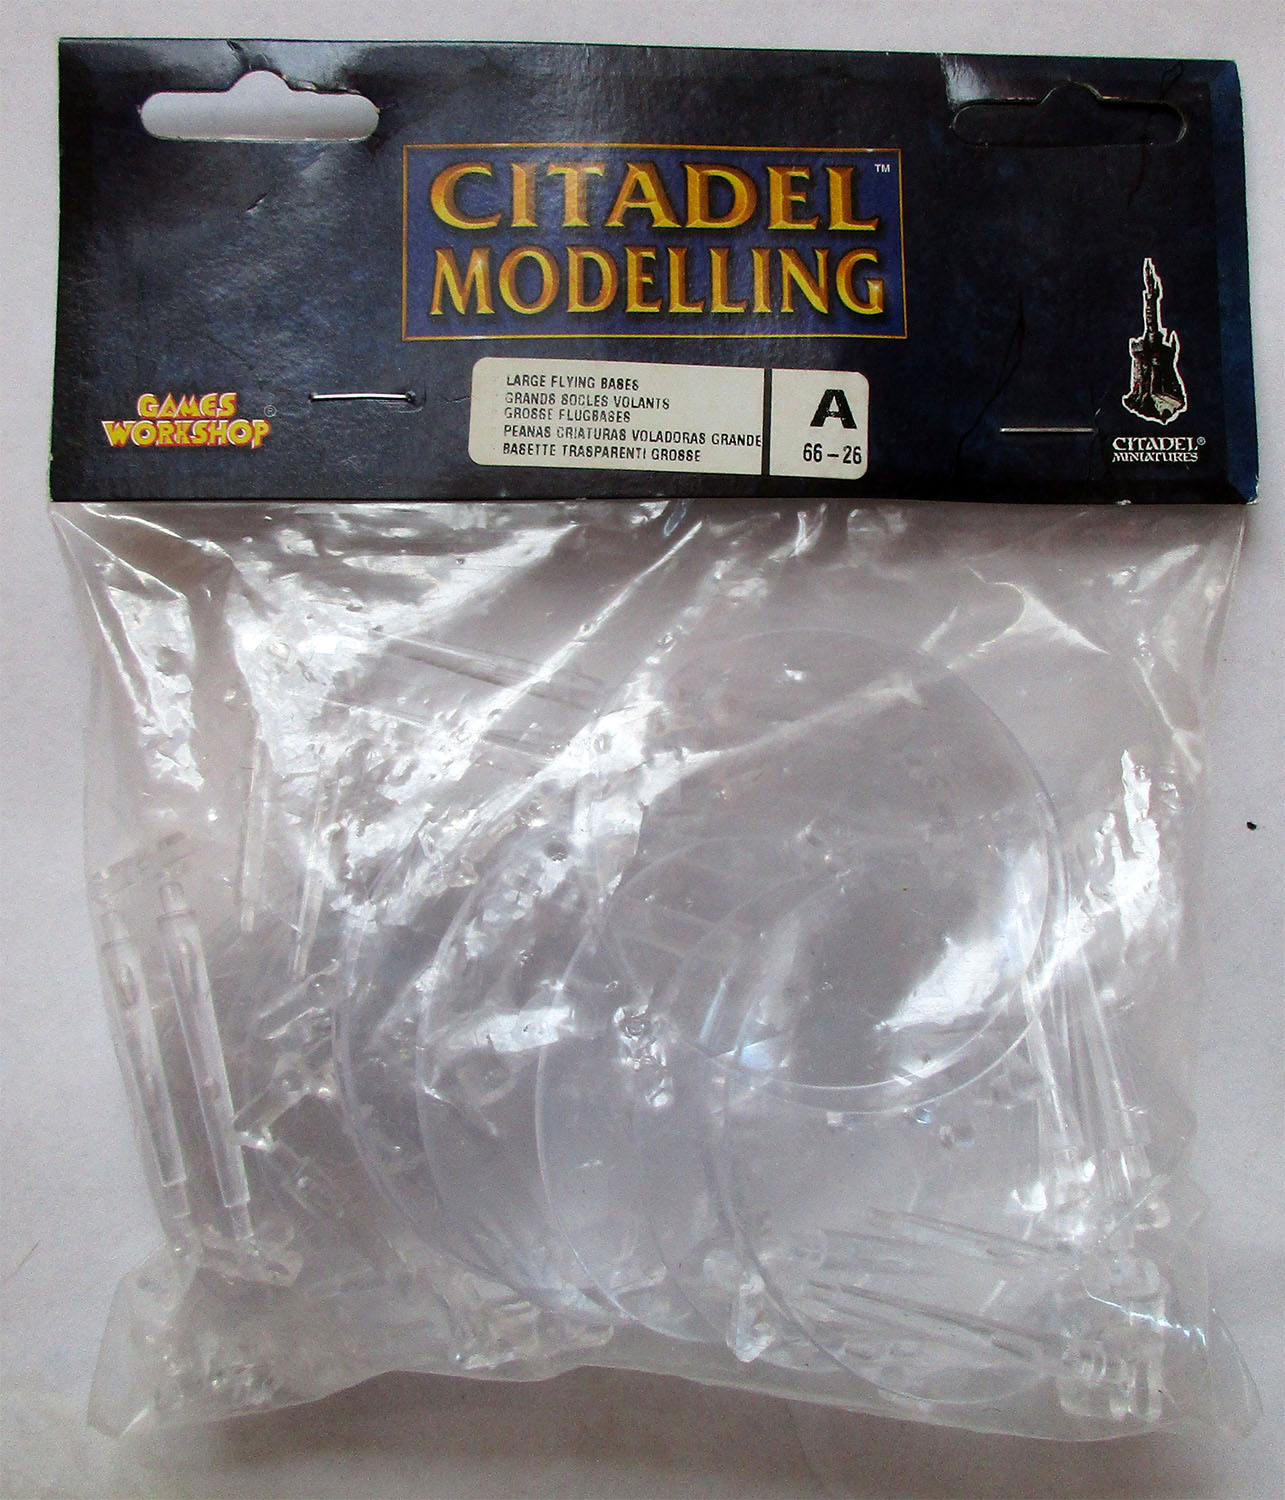 CITADEL™
MODELLING
GAMES
WORKSHOP®
LARGE FLYING BASES
GRANDS SOCLES VOLANTS
GROSSE FLUGBASES
PEANAS CRIATURAS VOLADORAS GRANDE
BASETTE TRASPARENTI GROSSE
A
66-26
CITADEL®
MINIATURES